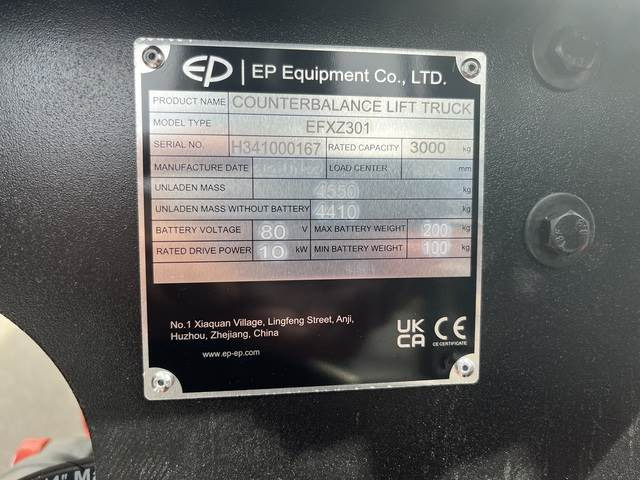 EP | EP Equipment Co., LTD.
PRODUCT NAME COUNTERBALANCE LIFT TRUCK
MODEL TYPE EFXZ301
SERIAL NO. H341000167 RATED CAPACITY 3000 kg
MANUFACTURE DATE LOAD CENTER mm
UNLADEN MASS 4550 kg
UNLADEN MASS WITHOUT BATTERY 4410 kg
BATTERY VOLTAGE 80 V MAX BATTERY WEIGHT 200 kg
RATED DRIVE POWER 10 kW MIN BATTERY WEIGHT 100 kg
No.1 Xiaquan Village, Lingfeng Street, Anji,
Huzhou, Zhejiang, China
www.ep-ep.com
UK
CA
CE
CE CERTIFICATE